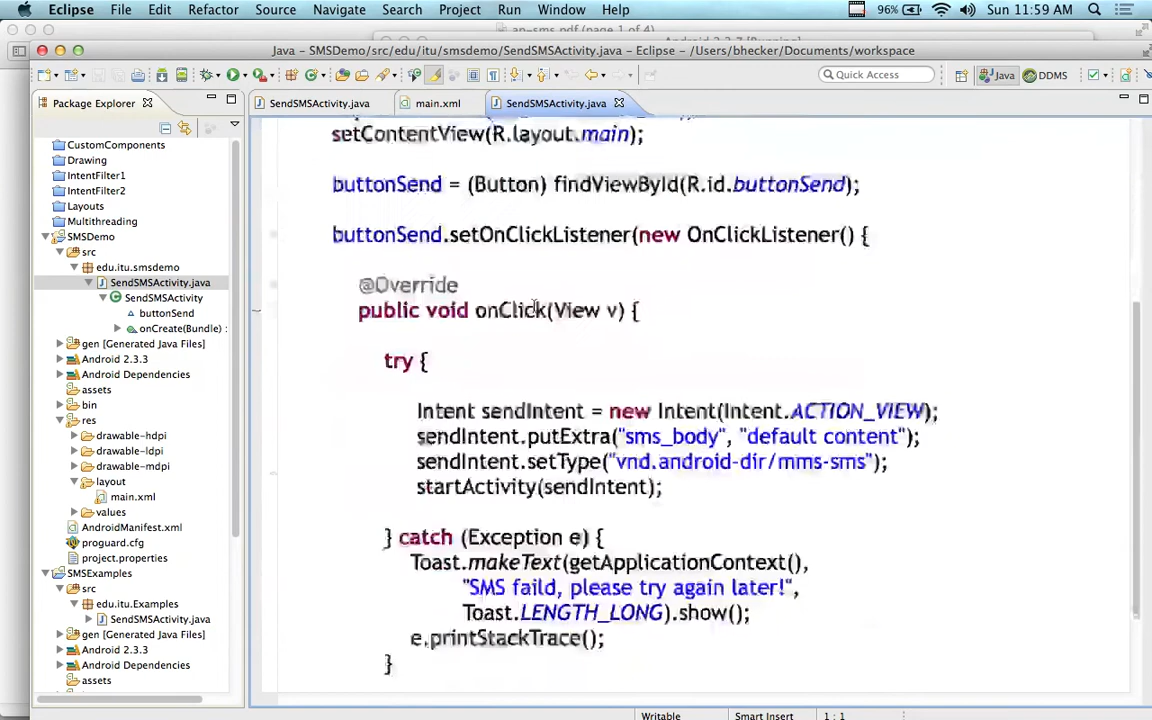 Eclipse File Edit Refactor Source Navigate Search Project Run Window Help 96% Sun 11:59 AM
Java – SMSDemo/src/edu/itu/smsdemo/SendSMSActivity.java – Eclipse – /Users/bhecker/Documents/workspace
Quick Access Java DDMS
Package Explorer
SendSMSActivity.java main.xml SendSMSActivity.java
CustomComponents
Drawing
IntentFilter1
IntentFilter2
Layouts
Multithreading
SMSDemo
src
edu.itu.smsdemo
SendSMSActivity.java
SendSMSActivity
buttonSend
onCreate(Bundle) :
gen [Generated Java Files]
Android 2.3.3
Android Dependencies
assets
bin
res
drawable-hdpi
drawable-ldpi
drawable-mdpi
layout
main.xml
values
AndroidManifest.xml
proguard.cfg
project.properties
SMSExamples
src
edu.itu.Examples
SendSMSActivity.java
gen [Generated Java Files]
Android 2.3.3
Android Dependencies
assets
setContentView(R.layout.main);
buttonSend = (Button) findViewById(R.id.buttonSend);
buttonSend.setOnClickListener(new OnClickListener() {
@Override
public void onClick(View v) {
try {
Intent sendIntent = new Intent(Intent.ACTION_VIEW);
sendIntent.putExtra("sms_body", "default content");
sendIntent.setType("vnd.android-dir/mms-sms");
startActivity(sendIntent);
} catch (Exception e) {
Toast.makeText(getApplicationContext(),
"SMS faild, please try again later!",
Toast.LENGTH_LONG).show();
e.printStackTrace();
}
Writable Smart Insert 1 : 1